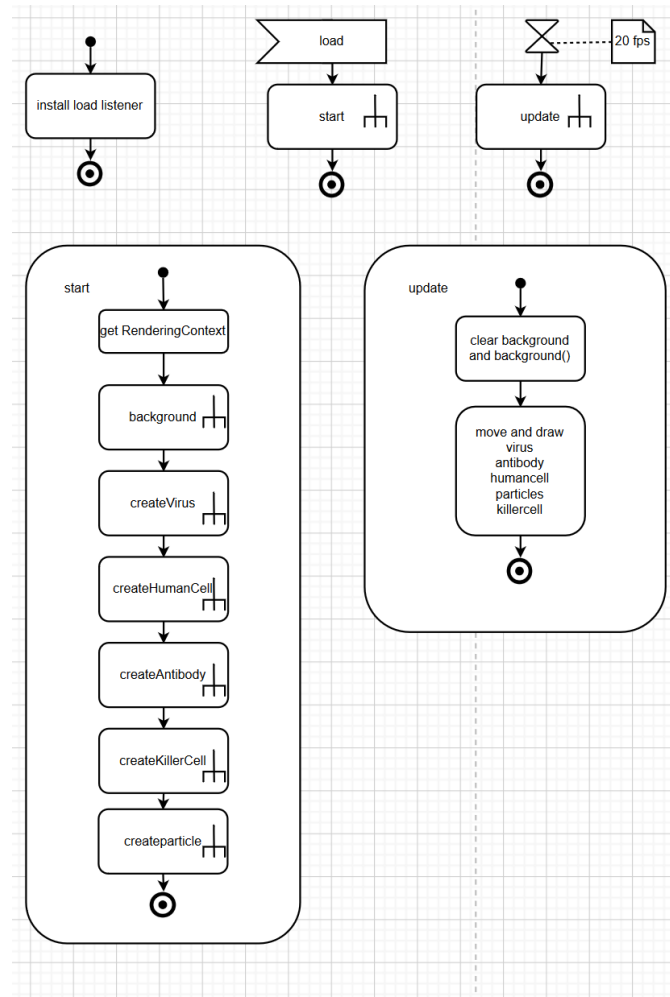 install load listener
load
start
20 fps
update
start
get RenderingContext
background
createVirus
createHumanCell
createAntibody
createKillerCell
createparticle
update
clear background
and background()
move and draw
virus
antibody
humancell
particles
killercell